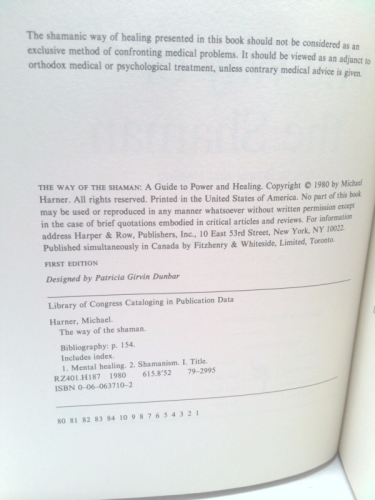 The shamanic way of healing presented in this book should not be considered as an
exclusive method of confronting medical problems. It should be viewed as an adjunct to
orthodox medical or psychological treatment, unless contrary medical advice is given.
THE WAY OF THE SHAMAN: A Guide to Power and Healing. Copyright © 1980 by Michael
Harner. All rights reserved. Printed in the United States of America. No part of this book
may be used or reproduced in any manner whatsoever without written permission except
in the case of brief quotations embodied in critical articles and reviews. For information
address Harper & Row, Publishers, Inc., 10 East 53rd Street, New York, NY 10022.
Published simultaneously in Canada by Fitzhenry & Whiteside, Limited, Toronto.
FIRST EDITION
Designed by Patricia Girvin Dunbar
Library of Congress Cataloging in Publication Data
Harner, Michael.
The way of the shaman.
Bibliography: p. 154.
Includes index.
1. Mental healing. 2. Shamanism. I. Title.
RZ401.H187 1980 615.8'52 79-2995
ISBN 0-06-063710-2
80 81 82 83 84 10 9 8 7 6 5 4 3 2 1